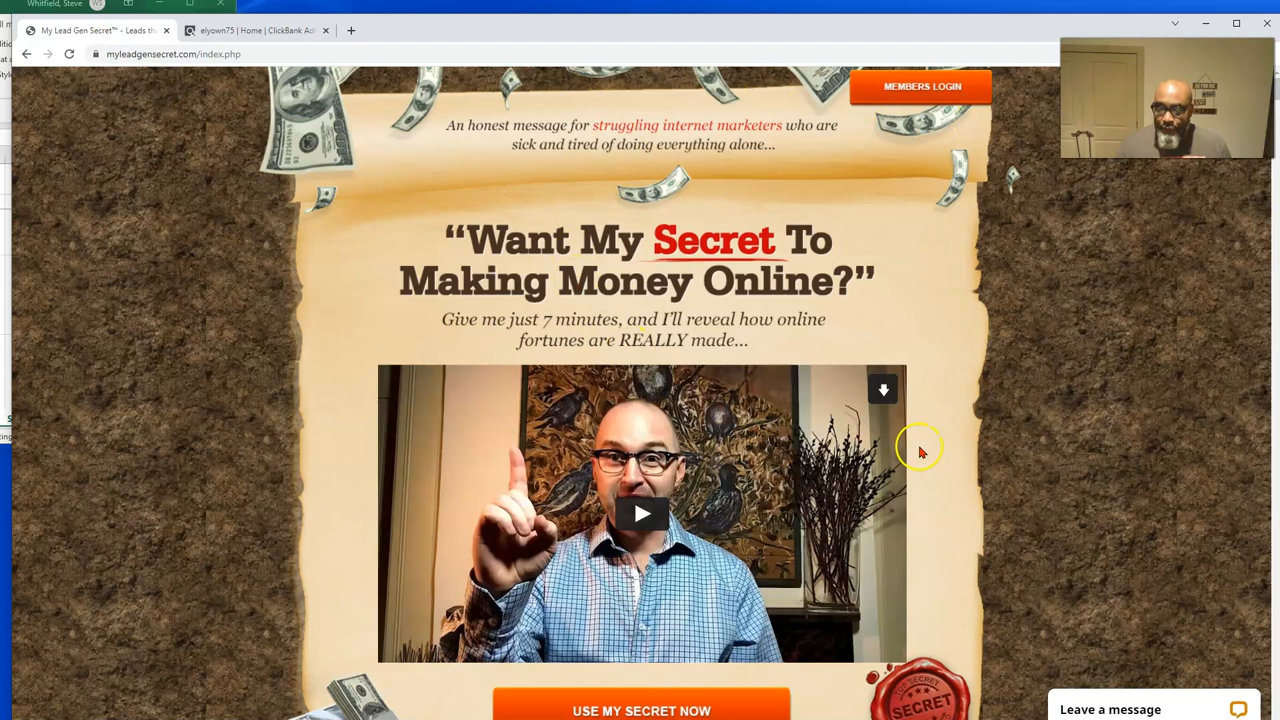 Whitfield, Steve
WS
My Lead Gen Secret™ - Leads th
elyown75 | Home | ClickBank Ad
myleadgensecret.com/index.php
MEMBERS LOGIN
An honest message for struggling internet marketers who are
sick and tired of doing everything alone...
“Want My Secret To
Making Money Online?”
Give me just 7 minutes, and I'll reveal how online
fortunes are REALLY made...
USE MY SECRET NOW
SECRET
Leave a message